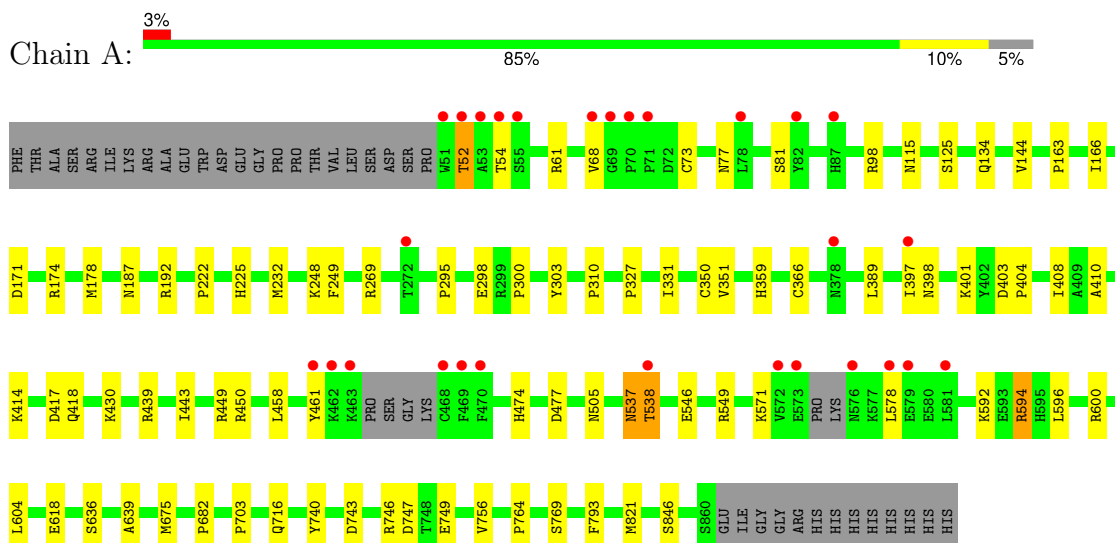 3%
Chain A:
85% 10% 5%
PHE THR ALA SER ARG ILE LYS ARG ALA GLU TRP ASP GLU GLY PRO PRO THR VAL LEU SER ASP SER PRO W51 T52 A53 T54 S55 R61 V68 G69 P70 P71 D72 C73 N77 L78 S81 Y82 H87 R98 N115 S125 Q134 V144 P163 I166
D171 R174 M178 N187 R192 P222 H225 M232 K248 F249 R269 T272 P295 E298 R299 P300 Y303 P310 P327 I331 C350 V351 H359 C366 N378 L389 I397 N398 K401 Y402 D403 P404 I408 A409 A410
K414 D417 Q418 K430 R439 I443 R449 R450 L458 Y461 K462 K463 PRO SER GLY LYS C468 F469 F470 H474 D477 N505 N537 T538 E546 R549 K571 V572 E573 PRO LYS N576 K577 L578 E579 E580 L581 K592 E593 R594 H595 L596 R600
L604 E618 S636 A639 M675 P682 P703 Q716 Y740 D743 R746 D747 T748 E749 V756 P764 S769 F793 M821 S846 S860 GLU ILE GLY GLY ARG HIS HIS HIS HIS HIS HIS HIS HIS